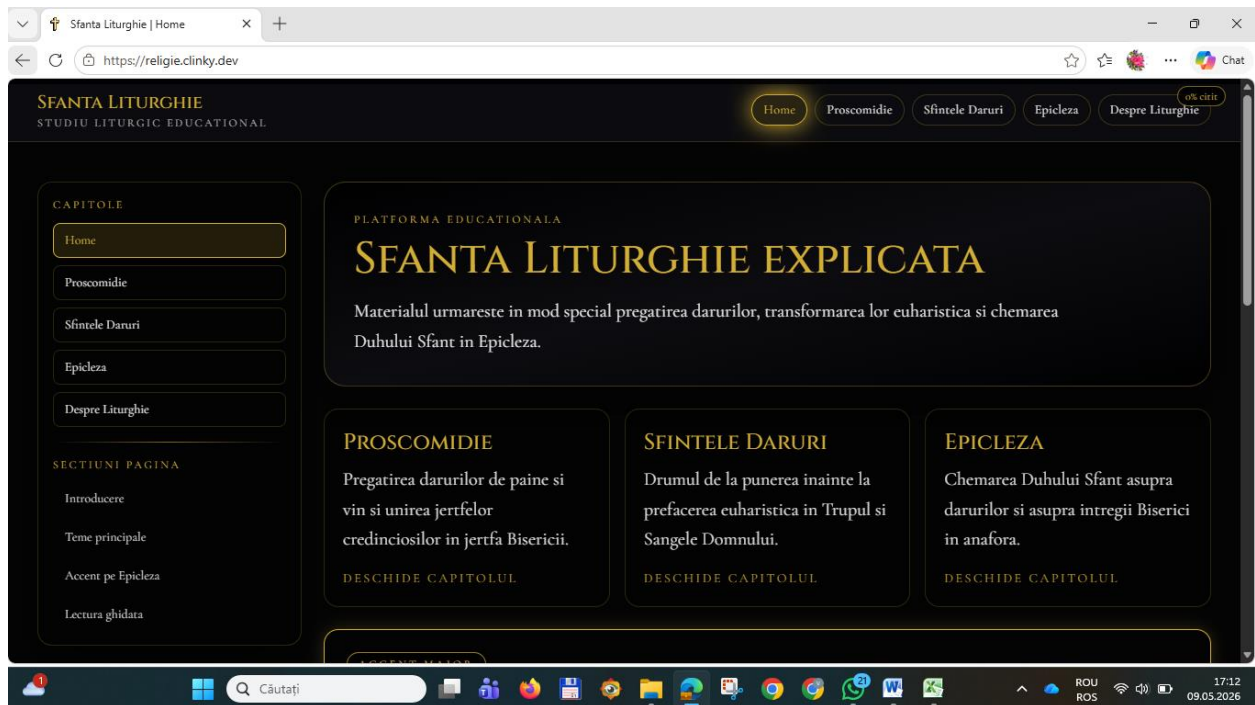 Sfanta Liturghie | Home
https://religie.clinky.dev
Chat
SFANTA LITURGHIE
STUDIU LITURGIC EDUCATIONAL
Home
Proscomidie
Sfintele Daruri
Epicleza
Despre Liturghie
0% citit
CAPITOLE
Home
Proscomidie
Sfintele Daruri
Epicleza
Despre Liturghie
SECTIUNI PAGINA
Introducere
Teme principale
Accent pe Epicleza
Lectura ghidata
PLATFORMA EDUCATIONALA
SFANTA LITURGHIE EXPLICATA
Materialul urmareste in mod special pregatirea darurilor, transformarea lor euharistica si chemarea
Duhului Sfant in Epicleza.
PROSCOMIDIE
Pregatirea darurilor de paine si
vin si unirea jertfelor
credinciosilor in jertfa Bisericii.
DESCHIDE CAPITOLUL
SFINTELE DARURI
Drumul de la punerea inainte la
prefacerea euharistica in Trupul si
Sangele Domnului.
DESCHIDE CAPITOLUL
EPICLEZA
Chemarea Duhului Sfant asupra
darurilor si asupra intregii Biserici
in anafora.
DESCHIDE CAPITOLUL
ACCENT MAJOR
1
Căutați
21
ROU
ROS
17:12
09.05.2026